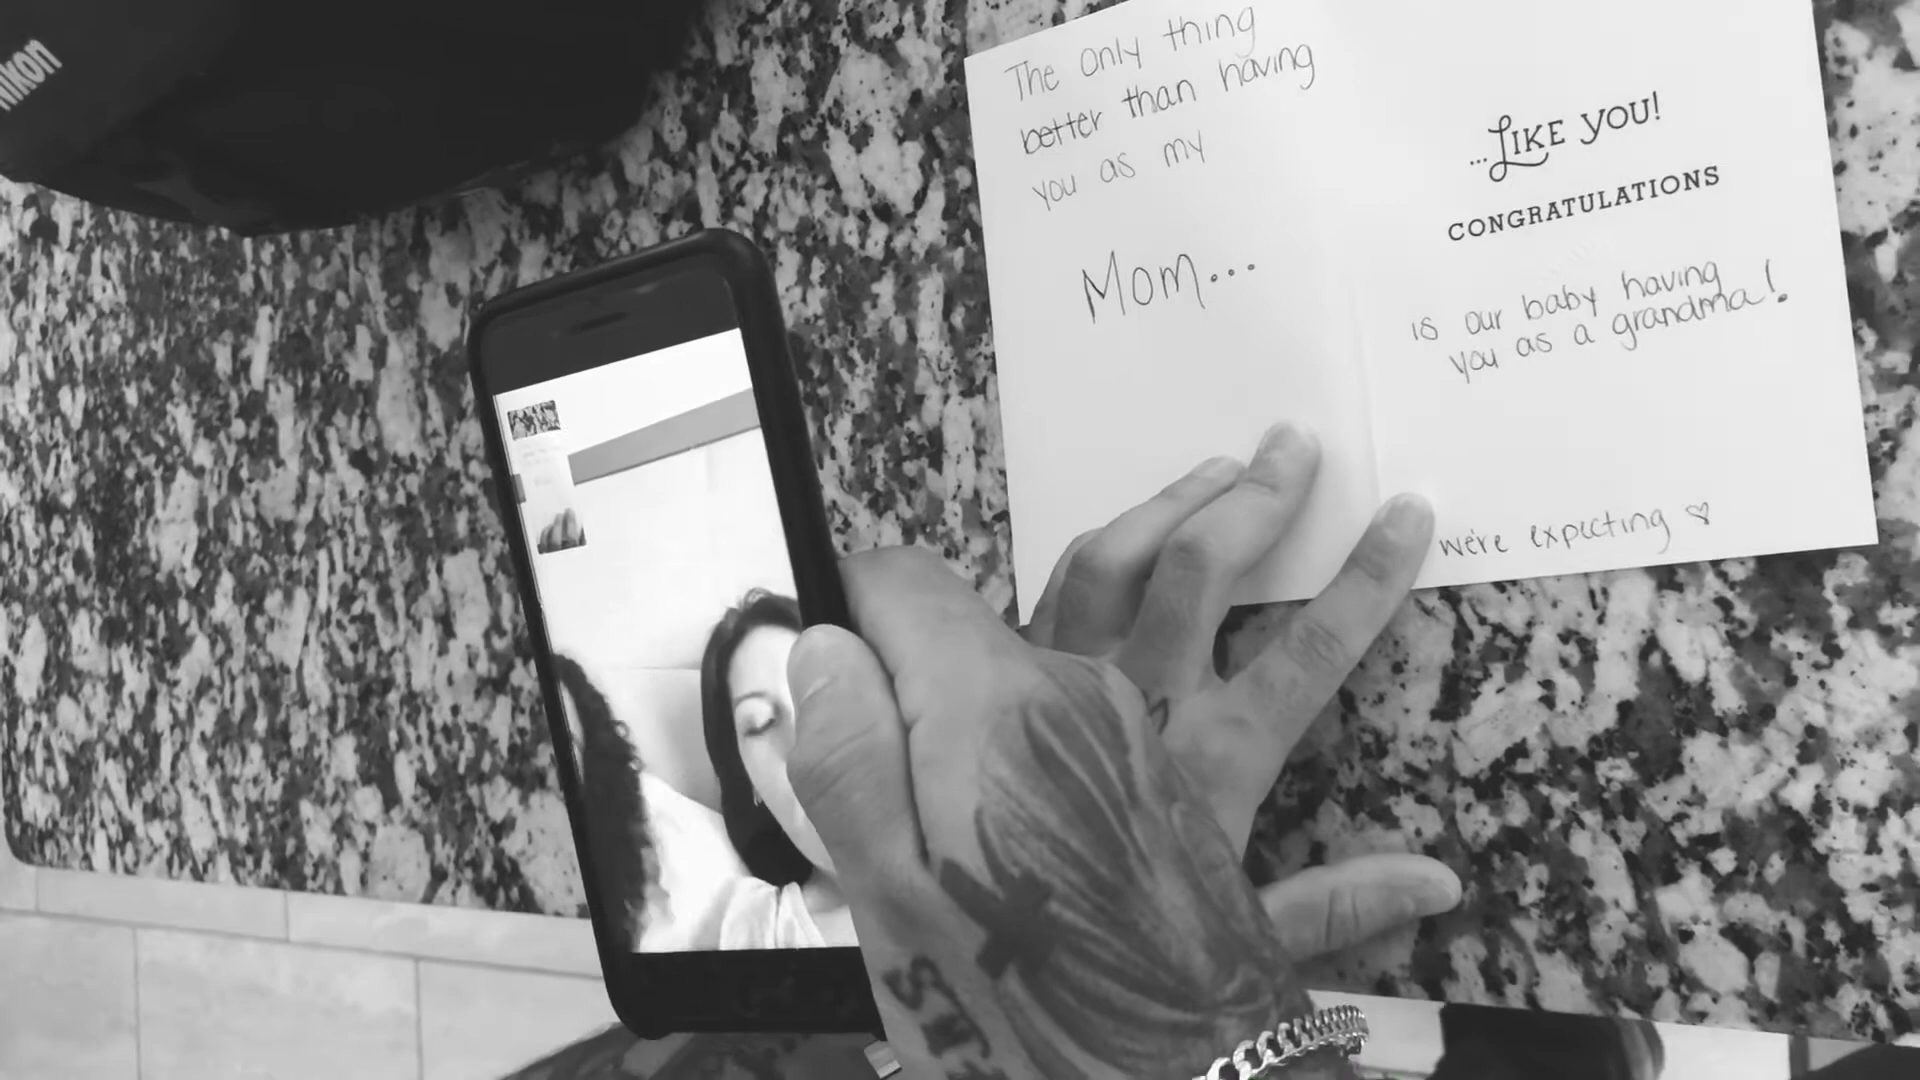 Nikon
The only thing
better than having
you as my
Mom...
...LIKE YOU!
CONGRATULATIONS
is our baby having
you as a grandma!
we're expecting ♡